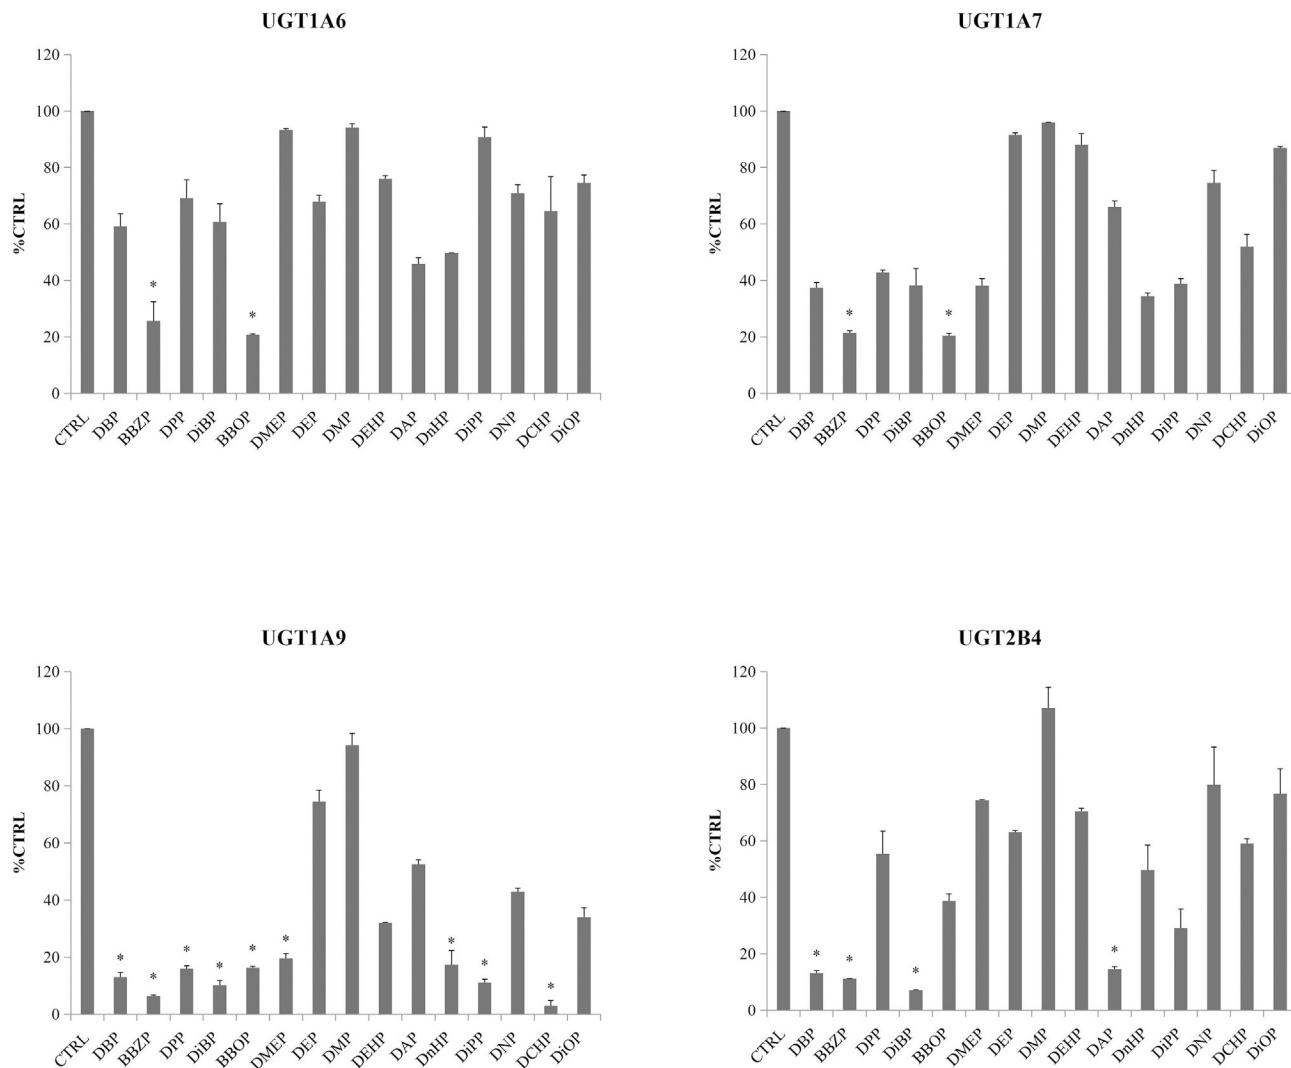 UGT1A6
120
100
80
60
40
20
0
%CTRL
* *
CTRL DBP BBZP DPP DiBP BBOP DMEP DEP DMP DEHP DAP DnHP DiPP DNP DCHP DiOP
UGT1A7
120
100
80
60
40
20
0
%CTRL
* *
CTRL DBP BBZP DPP DiBP BBOP DMEP DEP DMP DEHP DAP DnHP DiPP DNP DCHP DiOP
UGT1A9
120
100
80
60
40
20
0
%CTRL
* * * * * * * * *
CTRL DBP BBZP DPP DiBP BBOP DMEP DEP DMP DEHP DAP DnHP DiPP DNP DCHP DiOP
UGT2B4
120
100
80
60
40
20
0
%CTRL
* * * *
CTRL DBP BBZP DPP DiBP BBOP DMEP DEP DMP DEHP DAP DnHP DiPP DNP DCHP DiOP